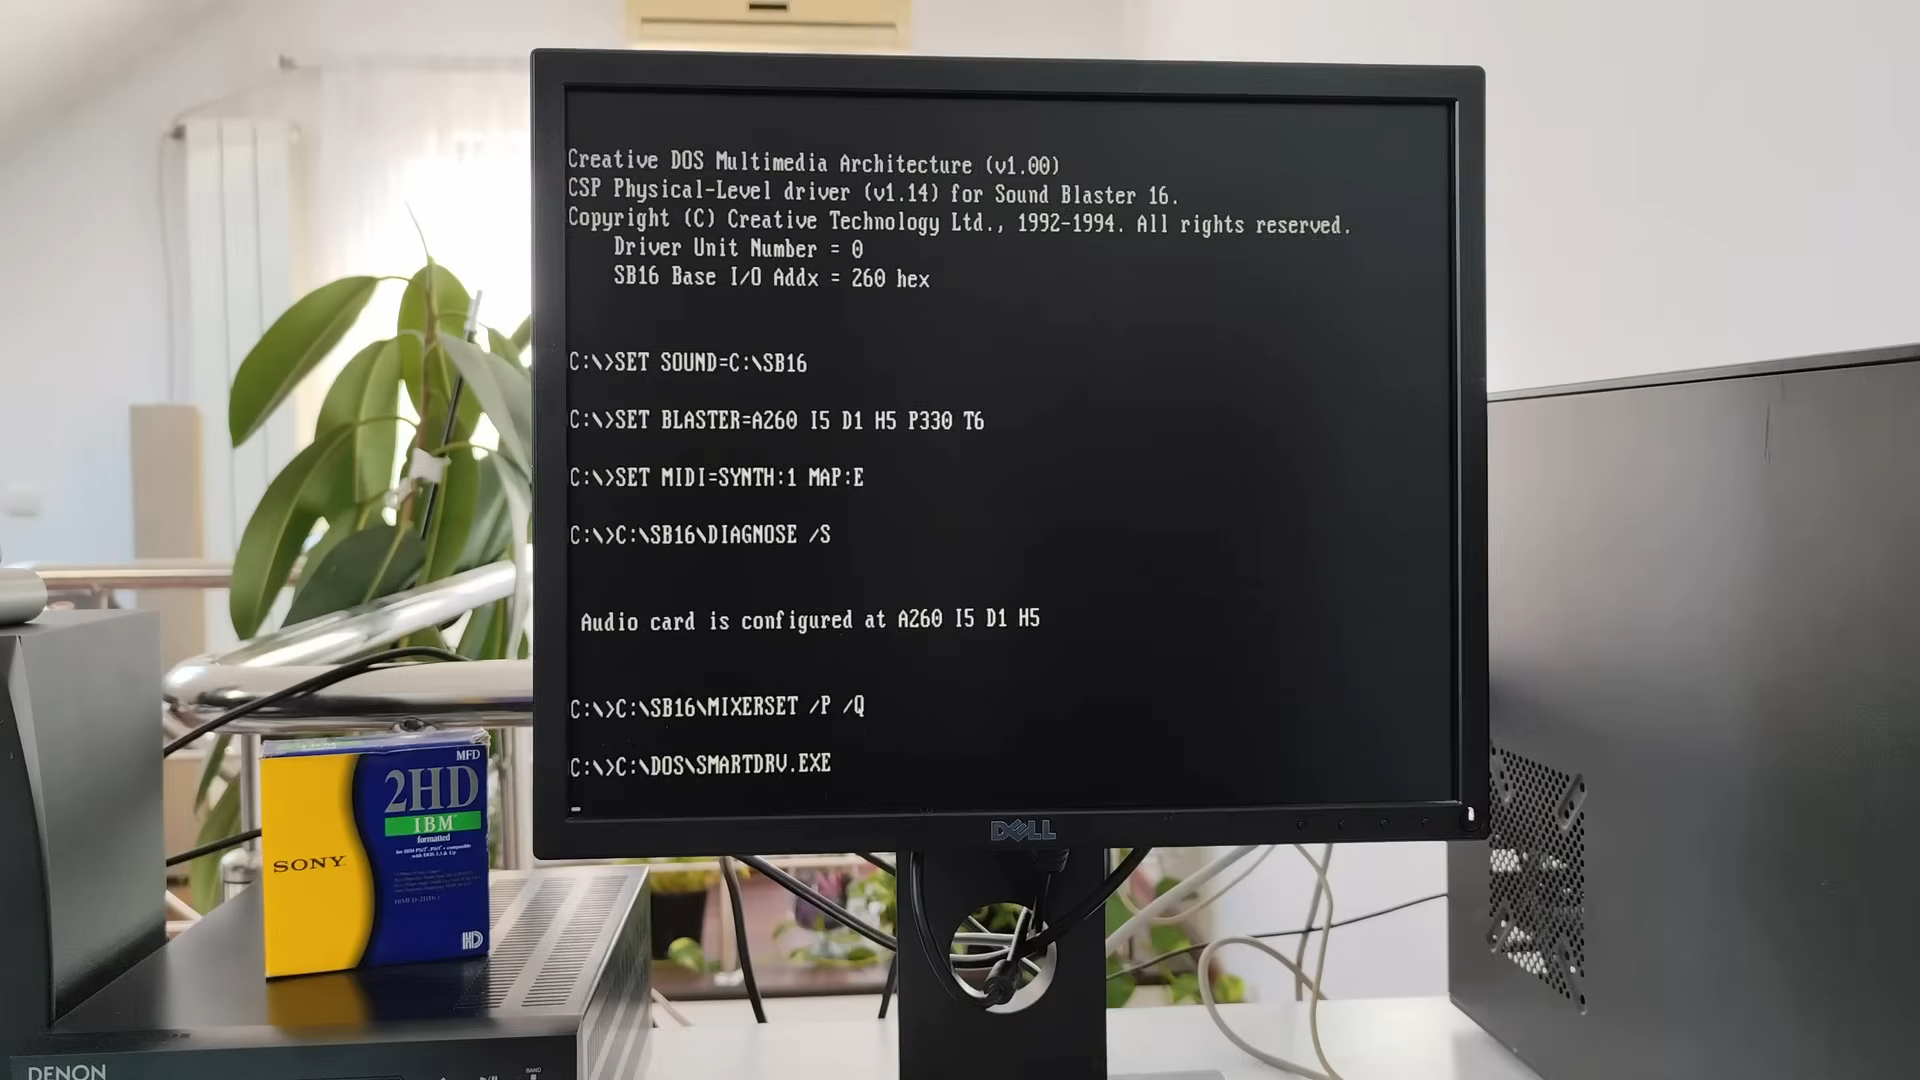 Creative DOS Multimedia Architecture (v1.00)
CSP Physical-Level driver (v1.14) for Sound Blaster 16.
Copyright (C) Creative Technology Ltd., 1992-1994. All rights reserved.
Driver Unit Number = 0
SB16 Base I/O Addx = 260 hex
C:\>SET SOUND=C:\SB16
C:\>SET BLASTER=A260 I5 D1 H5 P330 T6
C:\>SET MIDI=SYNTH:1 MAP:E
C:\>C:\SB16\DIAGNOSE /S
Audio card is configured at A260 I5 D1 H5
C:\>C:\SB16\MIXERSET /P /Q
C:\>C:\DOS\SMARTDRV.EXE
DELL
MFD
2HD
IBM
formatted
SONY
HD
DENON
BAND